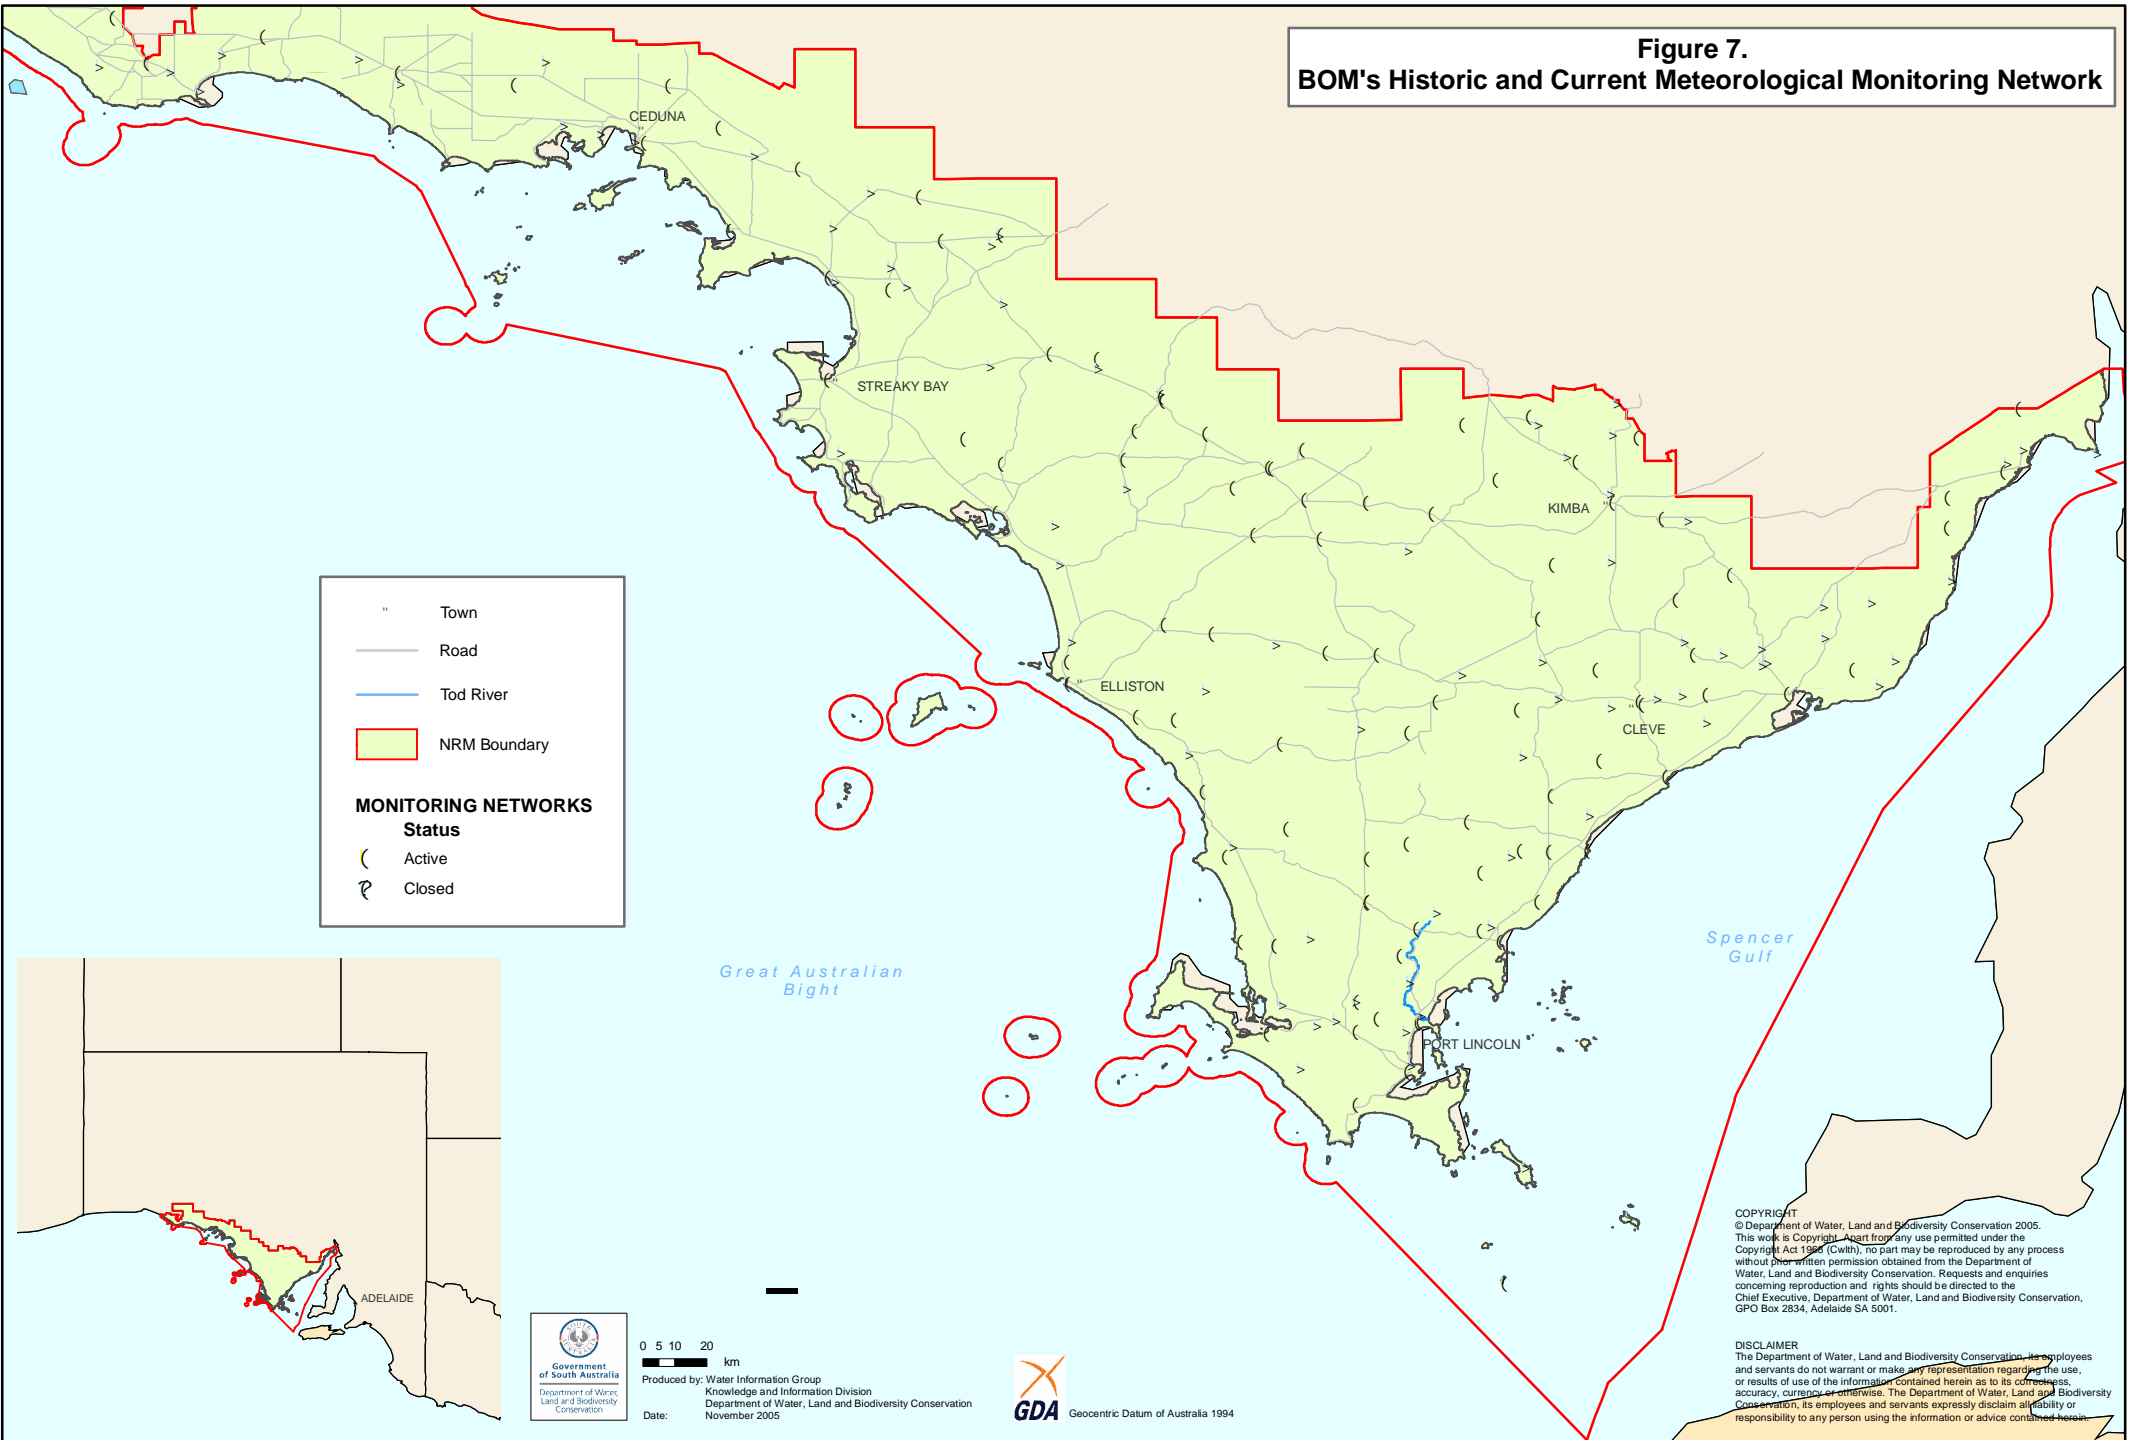 Figure 7.
BOM's Historic and Current Meteorological Monitoring Network
CEDUNA
STREAKY BAY
KIMBA
ELLISTON
CLEVE
PORT LINCOLN
Great Australian
Bight
Spencer
Gulf
Town
Road
Tod River
NRM Boundary
MONITORING NETWORKS
Status
Active
Closed
ADELAIDE
Government
of South Australia
Department of Water,
Land and Biodiversity
Conservation
0 5 10 20
km
Produced by: Water Information Group
Knowledge and Information Division
Department of Water, Land and Biodiversity Conservation
Date: November 2005
GDA
Geocentric Datum of Australia 1994
COPYRIGHT
© Department of Water, Land and Biodiversity Conservation 2005.
This work is Copyright. Apart from any use permitted under the
Copyright Act 1968 (Cwlth), no part may be reproduced by any process
without prior written permission obtained from the Department of
Water, Land and Biodiversity Conservation. Requests and enquiries
concerning reproduction and rights should be directed to the
Chief Executive, Department of Water, Land and Biodiversity Conservation,
GPO Box 2834, Adelaide SA 5001.
DISCLAIMER
The Department of Water, Land and Biodiversity Conservation, its employees
and servants do not warrant or make any representation regarding the use,
or results of use of the information contained herein as to its correctness,
accuracy, currency or otherwise. The Department of Water, Land and Biodiversity
Conservation, its employees and servants expressly disclaim all liability or
responsibility to any person using the information or advice contained herein.